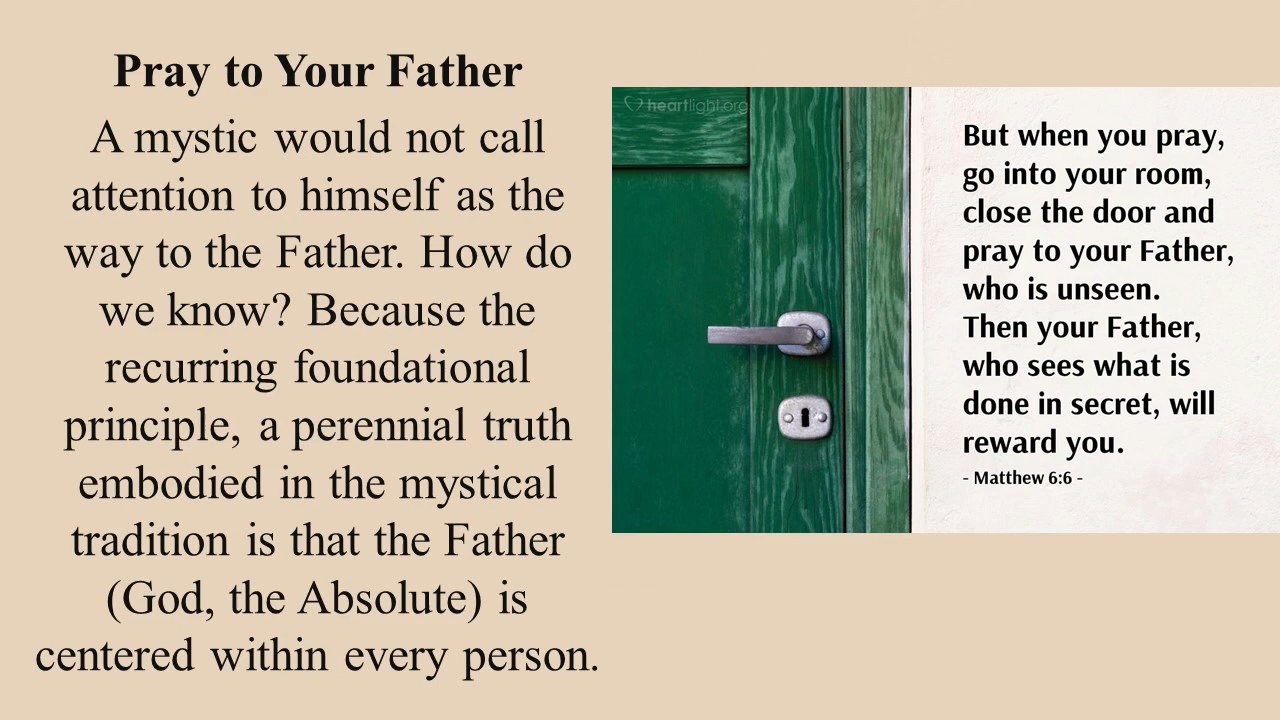 Pray to Your Father
A mystic would not call
attention to himself as the
way to the Father. How do
we know? Because the
recurring foundational
principle, a perennial truth
embodied in the mystical
tradition is that the Father
(God, the Absolute) is
centered within every person.
heartlight.org
But when you pray,
go into your room,
close the door and
pray to your Father,
who is unseen.
Then your Father,
who sees what is
done in secret, will
reward you.
- Matthew 6:6 -